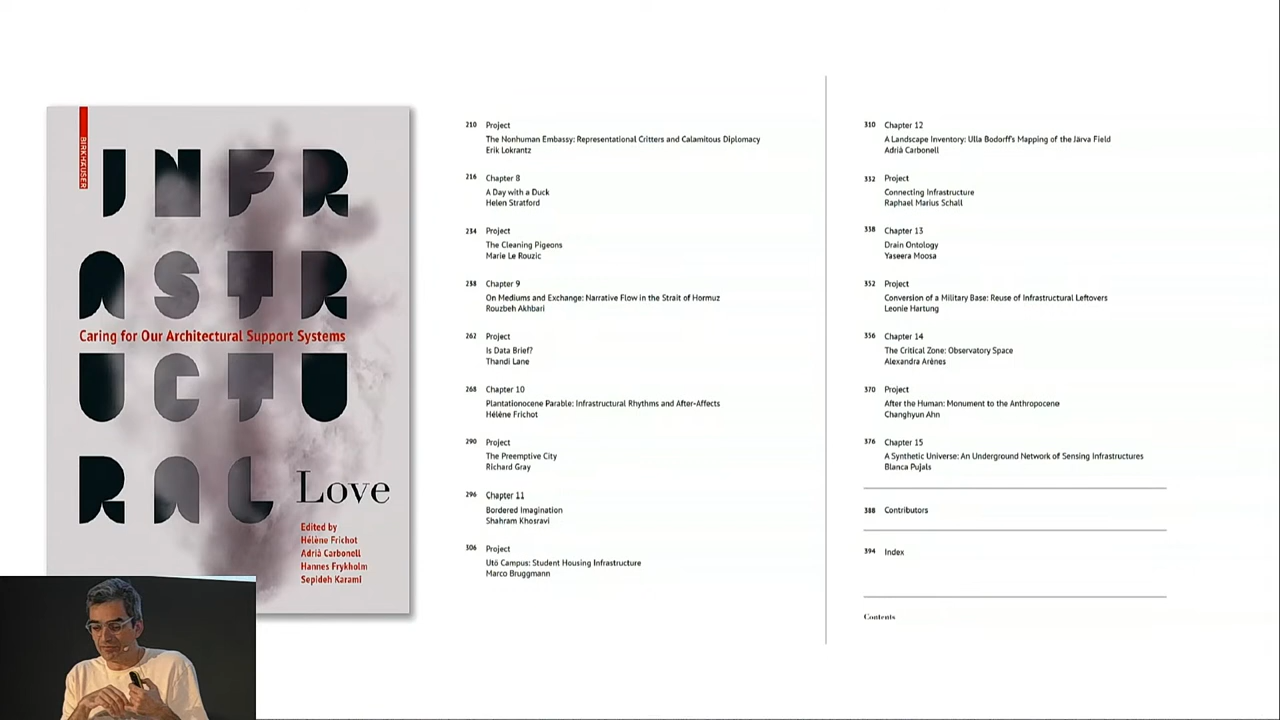 BIRKHÄUSER
INFR
ASTR
Caring for Our Architectural Support Systems
UCTU
RAL
Love
Edited by
Hélène Frichot
Adrià Carbonell
Hannes Frykholm
Sepideh Karami
210 Project
The Nonhuman Embassy: Representational Critters and Calamitous Diplomacy
Erik Lokrantz
216 Chapter 8
A Day with a Duck
Helen Stratford
234 Project
The Cleaning Pigeons
Marie Le Rouzic
238 Chapter 9
On Mediums and Exchange: Narrative Flow in the Strait of Hormuz
Rouzbeh Akhbari
262 Project
Is Data Brief?
Thandi Lane
268 Chapter 10
Plantationocene Parable: Infrastructural Rhythms and After-Affects
Hélène Frichot
290 Project
The Preemptive City
Richard Gray
296 Chapter 11
Bordered Imagination
Shahram Khosravi
306 Project
Utö Campus: Student Housing Infrastructure
Marco Bruggmann
310 Chapter 12
A Landscape Inventory: Ulla Bodorff's Mapping of the Järva Field
Adrià Carbonell
332 Project
Connecting Infrastructure
Raphael Marius Schall
338 Chapter 13
Drain Ontology
Yaseera Moosa
352 Project
Conversion of a Military Base: Reuse of Infrastructural Leftovers
Leonie Hartung
356 Chapter 14
The Critical Zone: Observatory Space
Alexandra Arènes
370 Project
After the Human: Monument to the Anthropocene
Changhyun Ahn
376 Chapter 15
A Synthetic Universe: An Underground Network of Sensing Infrastructures
Blanca Pujals
388 Contributors
394 Index
Contents